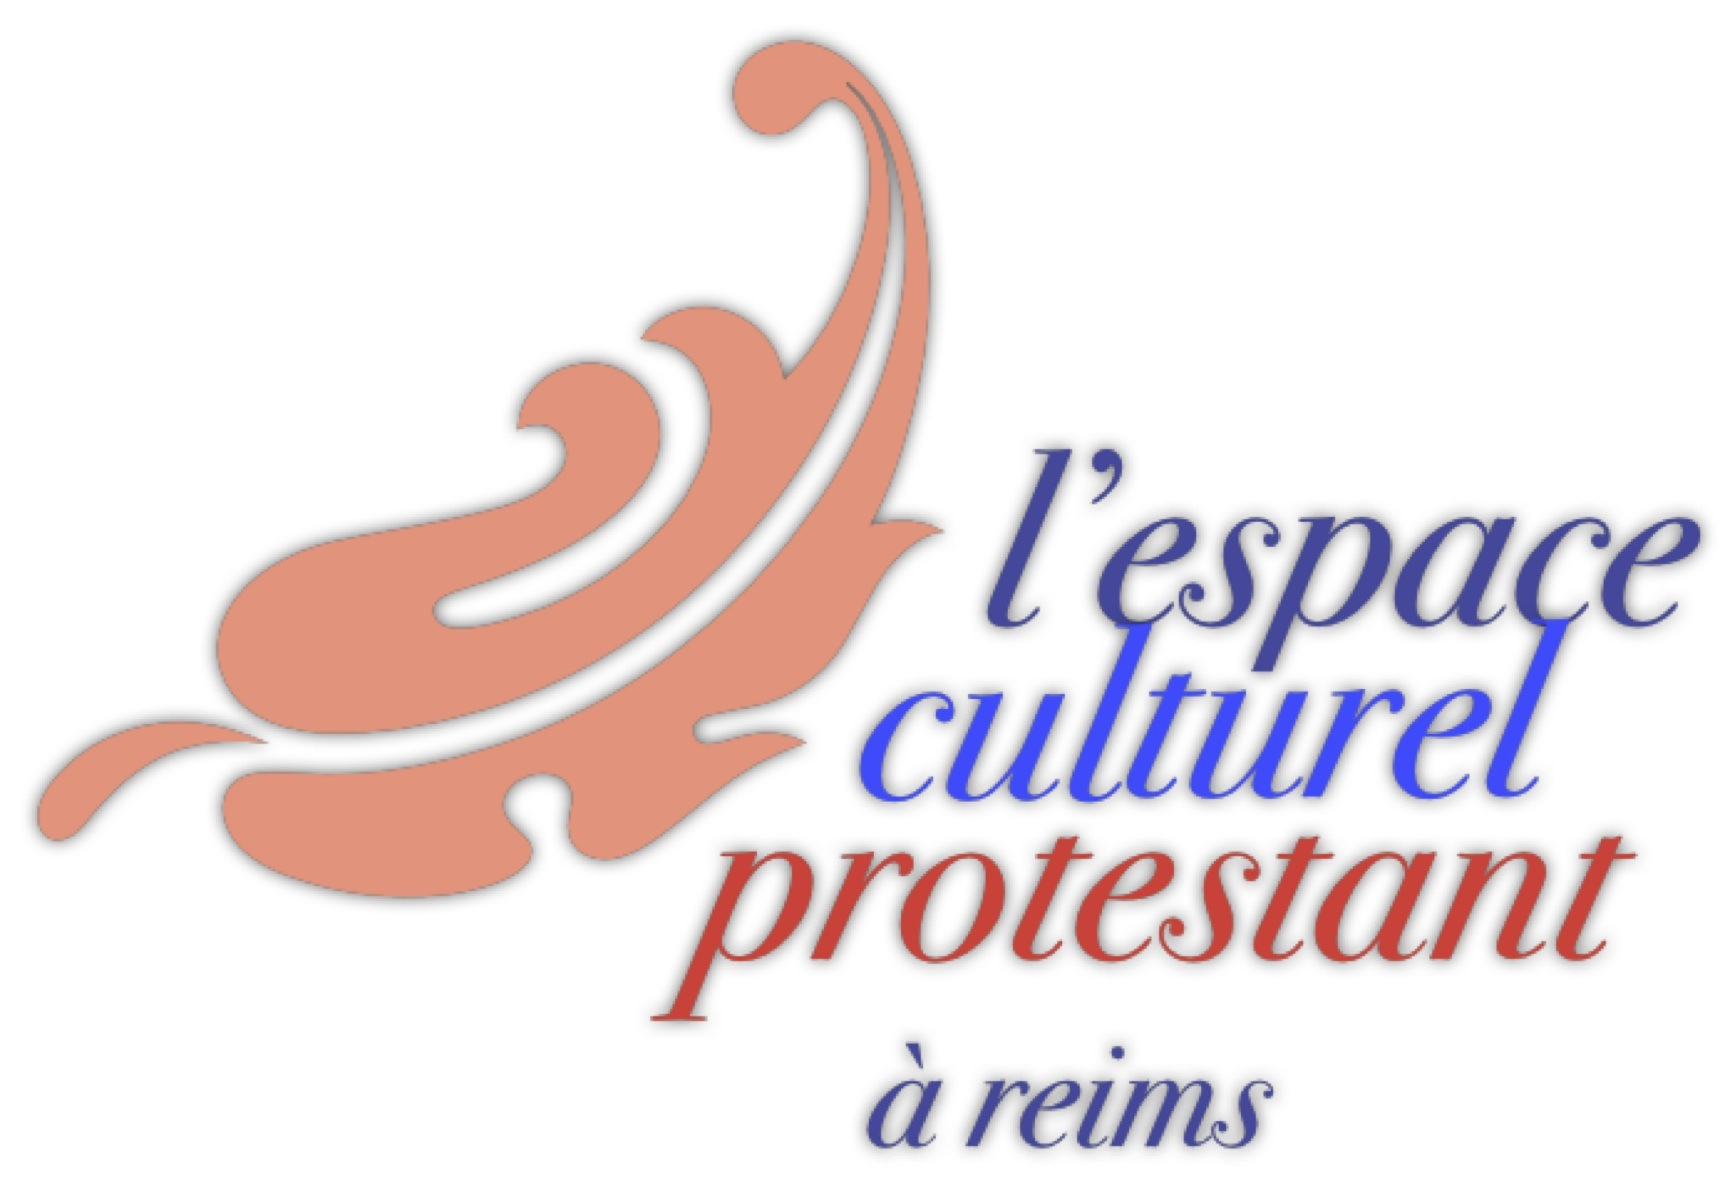 l'espace
culturel
protestant
à reims